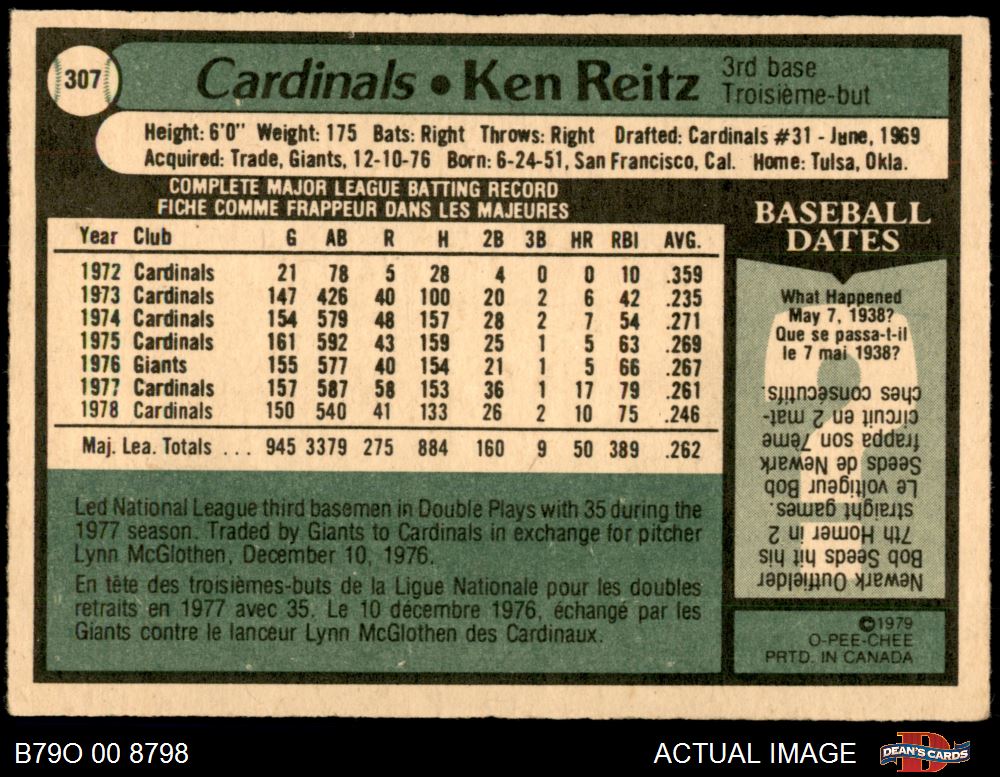 307
Cardinals • Ken Reitz
3rd base
Troisième-but
Height: 6'0" Weight: 175 Bats: Right Throws: Right Drafted: Cardinals #31 - June, 1969
Acquired: Trade, Giants, 12-10-76 Born: 6-24-51, San Francisco, Cal. Home: Tulsa, Okla.
COMPLETE MAJOR LEAGUE BATTING RECORD
FICHE COMME FRAPPEUR DANS LES MAJEURES
Year Club G AB R H 2B 3B HR RBI AVG.
1972 Cardinals 21 78 5 28 4 0 0 10 .359
1973 Cardinals 147 426 40 100 20 2 6 42 .235
1974 Cardinals 154 579 48 157 28 2 7 54 .271
1975 Cardinals 161 592 43 159 25 1 5 63 .269
1976 Giants 155 577 40 154 21 1 5 66 .267
1977 Cardinals 157 587 58 153 36 1 17 79 .261
1978 Cardinals 150 540 41 133 26 2 10 75 .246
Maj. Lea. Totals ... 945 3379 275 884 160 9 50 389 .262
Led National League third basemen in Double Plays with 35 during the
1977 season. Traded by Giants to Cardinals in exchange for pitcher
Lynn McGlothen, December 10, 1976.
En tête des troisièmes-buts de la Ligue Nationale pour les doubles
retraits en 1977 avec 35. Le 10 décembre 1976, échangé par les
Giants contre le lanceur Lynn McGlothen des Cardinaux.
BASEBALL
DATES
What Happened
May 7, 1938?
Que se passa-t-il
le 7 mai 1938?
Newark Outfielder
Bob Seeds hit his
7th Homer in 2
straight games.
Le voltigeur Bob
Seeds de Newark
frappa son 7ème
circuit en 2 mat-
ches consécutifs.
©1979
O-PEE-CHEE
PRTD. IN CANADA
B79O 00 8798
ACTUAL IMAGE
DEAN'S CARDS